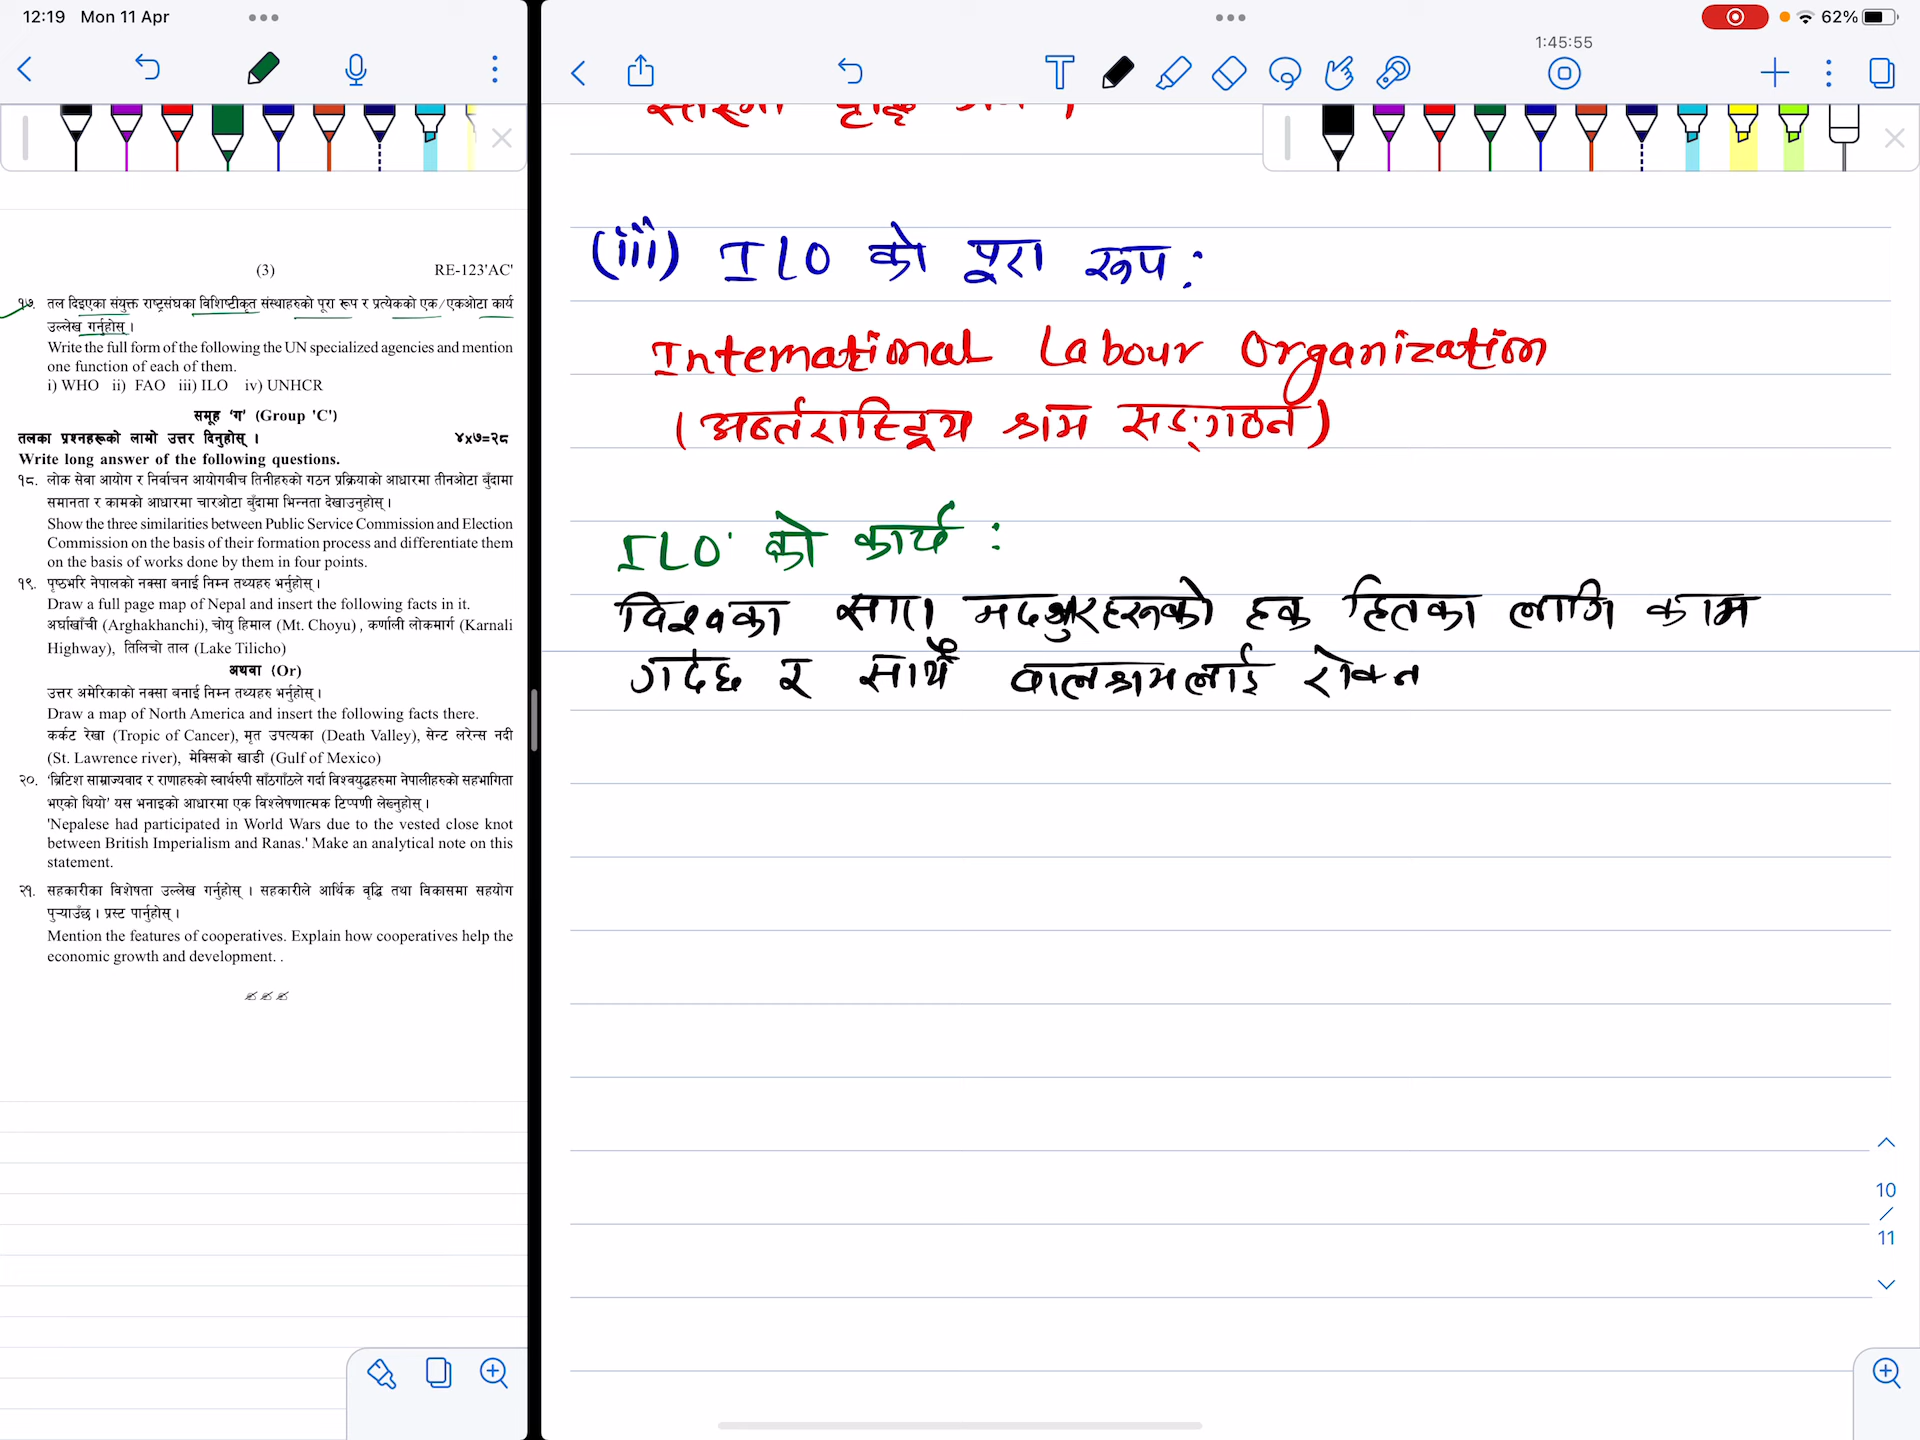 12:19 Mon 11 Apr
62%
1:45:55
(3) RE-123'AC'
१७. तल दिइएका संयुक्त राष्ट्रसंघका विशिष्टीकृत संस्थाहरुको पूरा रूप र प्रत्येकको एक/एकओटा कार्य
उल्लेख गर्नुहोस् ।
Write the full form of the following the UN specialized agencies and mention
one function of each of them.
i) WHO ii) FAO iii) ILO iv) UNHCR
समूह 'ग' (Group 'C')
तलका प्रश्नहरूको लामो उत्तर दिनुहोस् । ४x७=२८
Write long answer of the following questions.
१८. लोक सेवा आयोग र निर्वाचन आयोगबीच तिनीहरुको गठन प्रक्रियाको आधारमा तीनओटा बुँदामा
समानता र कामको आधारमा चारओटा बुँदामा भिन्नता देखाउनुहोस् ।
Show the three similarities between Public Service Commission and Election
Commission on the basis of their formation process and differentiate them
on the basis of works done by them in four points.
१९. पृष्ठभरि नेपालको नक्सा बनाई निम्न तथ्यहरु भर्नुहोस् ।
Draw a full page map of Nepal and insert the following facts in it.
अर्घाखाँची (Arghakhanchi), चोयु हिमाल (Mt. Choyu) , कर्णाली लोकमार्ग (Karnali
Highway), तिलिचो ताल (Lake Tilicho)
अथवा (Or)
उत्तर अमेरिकाको नक्सा बनाई निम्न तथ्यहरु भर्नुहोस् ।
Draw a map of North America and insert the following facts there.
कर्कट रेखा (Tropic of Cancer), मृत उपत्यका (Death Valley), सेन्ट लरेन्स नदी
(St. Lawrence river), मेक्सिको खाडी (Gulf of Mexico)
२०. 'ब्रिटिश साम्राज्यवाद र राणाहरुको स्वार्थरुपी साँठगाँठले गर्दा विश्वयुद्धहरुमा नेपालीहरुको सहभागिता
भएको थियो' यस भनाइको आधारमा एक विश्लेषणात्मक टिप्पणी लेख्नुहोस् ।
'Nepalese had participated in World Wars due to the vested close knot
between British Imperialism and Ranas.' Make an analytical note on this
statement.
२१. सहकारीका विशेषता उल्लेख गर्नुहोस् । सहकारीले आर्थिक वृद्धि तथा विकासमा सहयोग
पुऱ्याउँछ । प्रस्ट पार्नुहोस् ।
Mention the features of cooperatives. Explain how cooperatives help the
economic growth and development. .
(iii) ILO को पूरा रूप :
International Labour Organization
(अर्न्तरास्ट्रिय श्रम सङ्गठन)
ILO' को कार्य :
विश्वका सारा मदजुरहरूको हक हितका लागि काम
गर्दछ र साथै बालश्रमलाई रोक्न
10
/
11